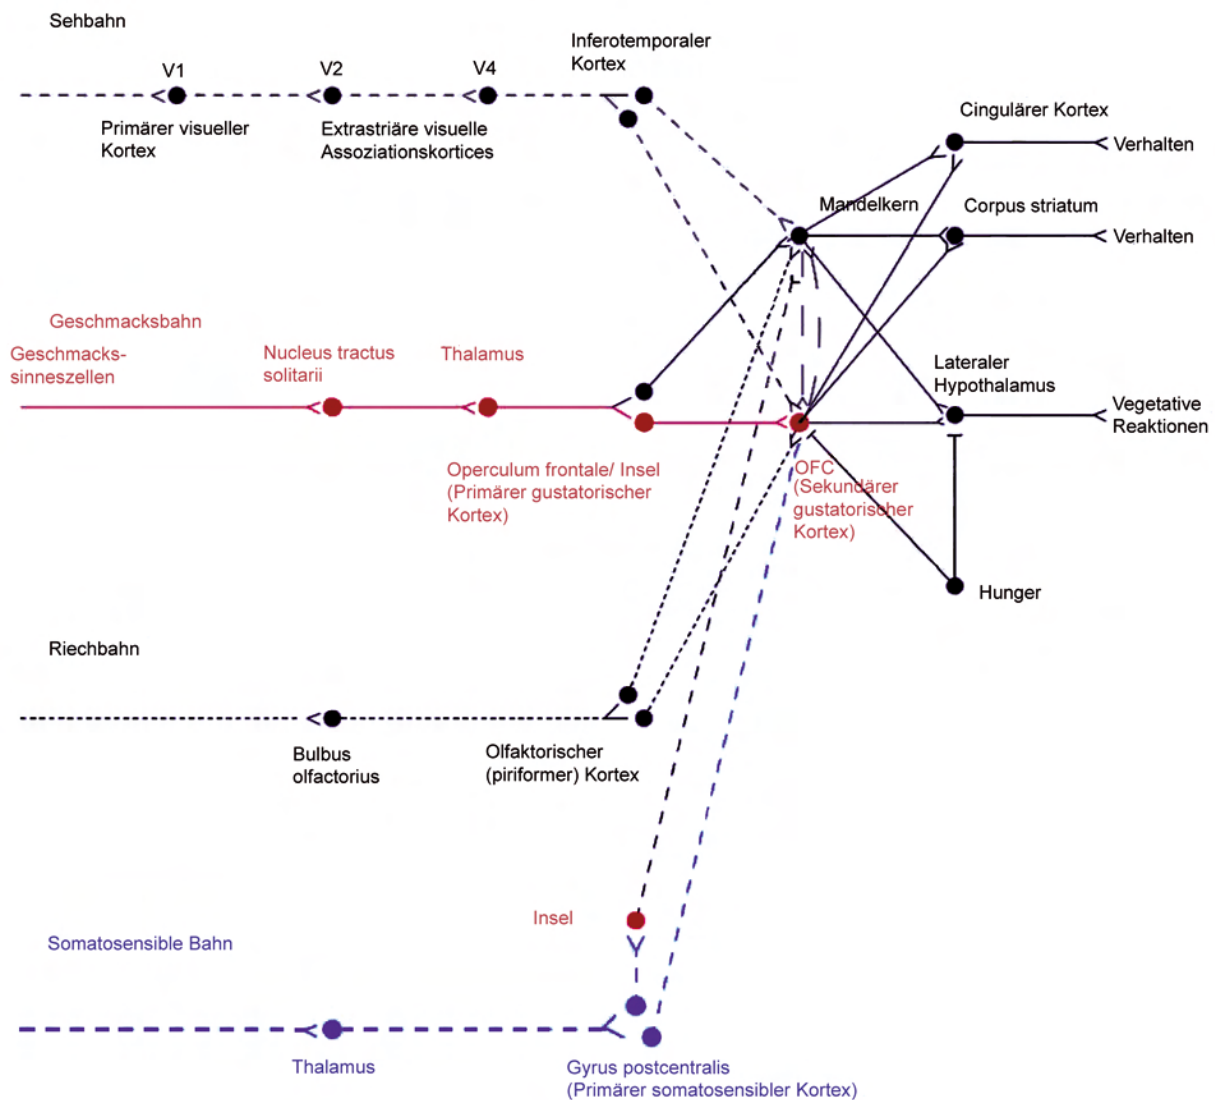 Sehbahn
V1
V2
V4
Inferotemporaler
Kortex
Primärer visueller
Kortex
Extrastriäre visuelle
Assoziationskortices
Cingulärer Kortex
Verhalten
Mandelkern
Corpus striatum
Verhalten
Geschmacksbahn
Geschmacks-
sinneszellen
Nucleus tractus
solitarii
Thalamus
Lateraler
Hypothalamus
Vegetative
Reaktionen
Operculum frontale/ Insel
(Primärer gustatorischer
Kortex)
OFC
(Sekundärer
gustatorischer
Kortex)
Hunger
Riechbahn
Bulbus
olfactorius
Olfaktorischer
(piriformer) Kortex
Insel
Somatosensible Bahn
Thalamus
Gyrus postcentralis
(Primärer somatosensibler Kortex)